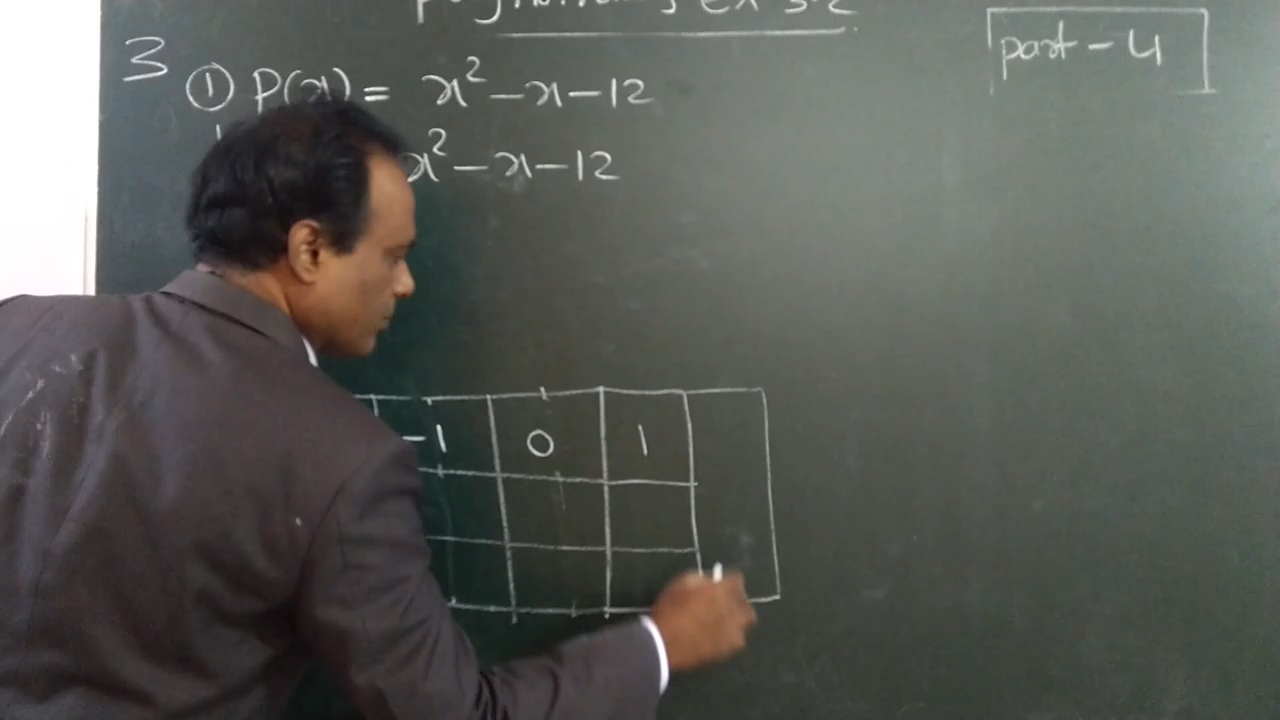 3 ① P(x) = x² - x - 12
x² - x - 12
part - 4
-1 0 1